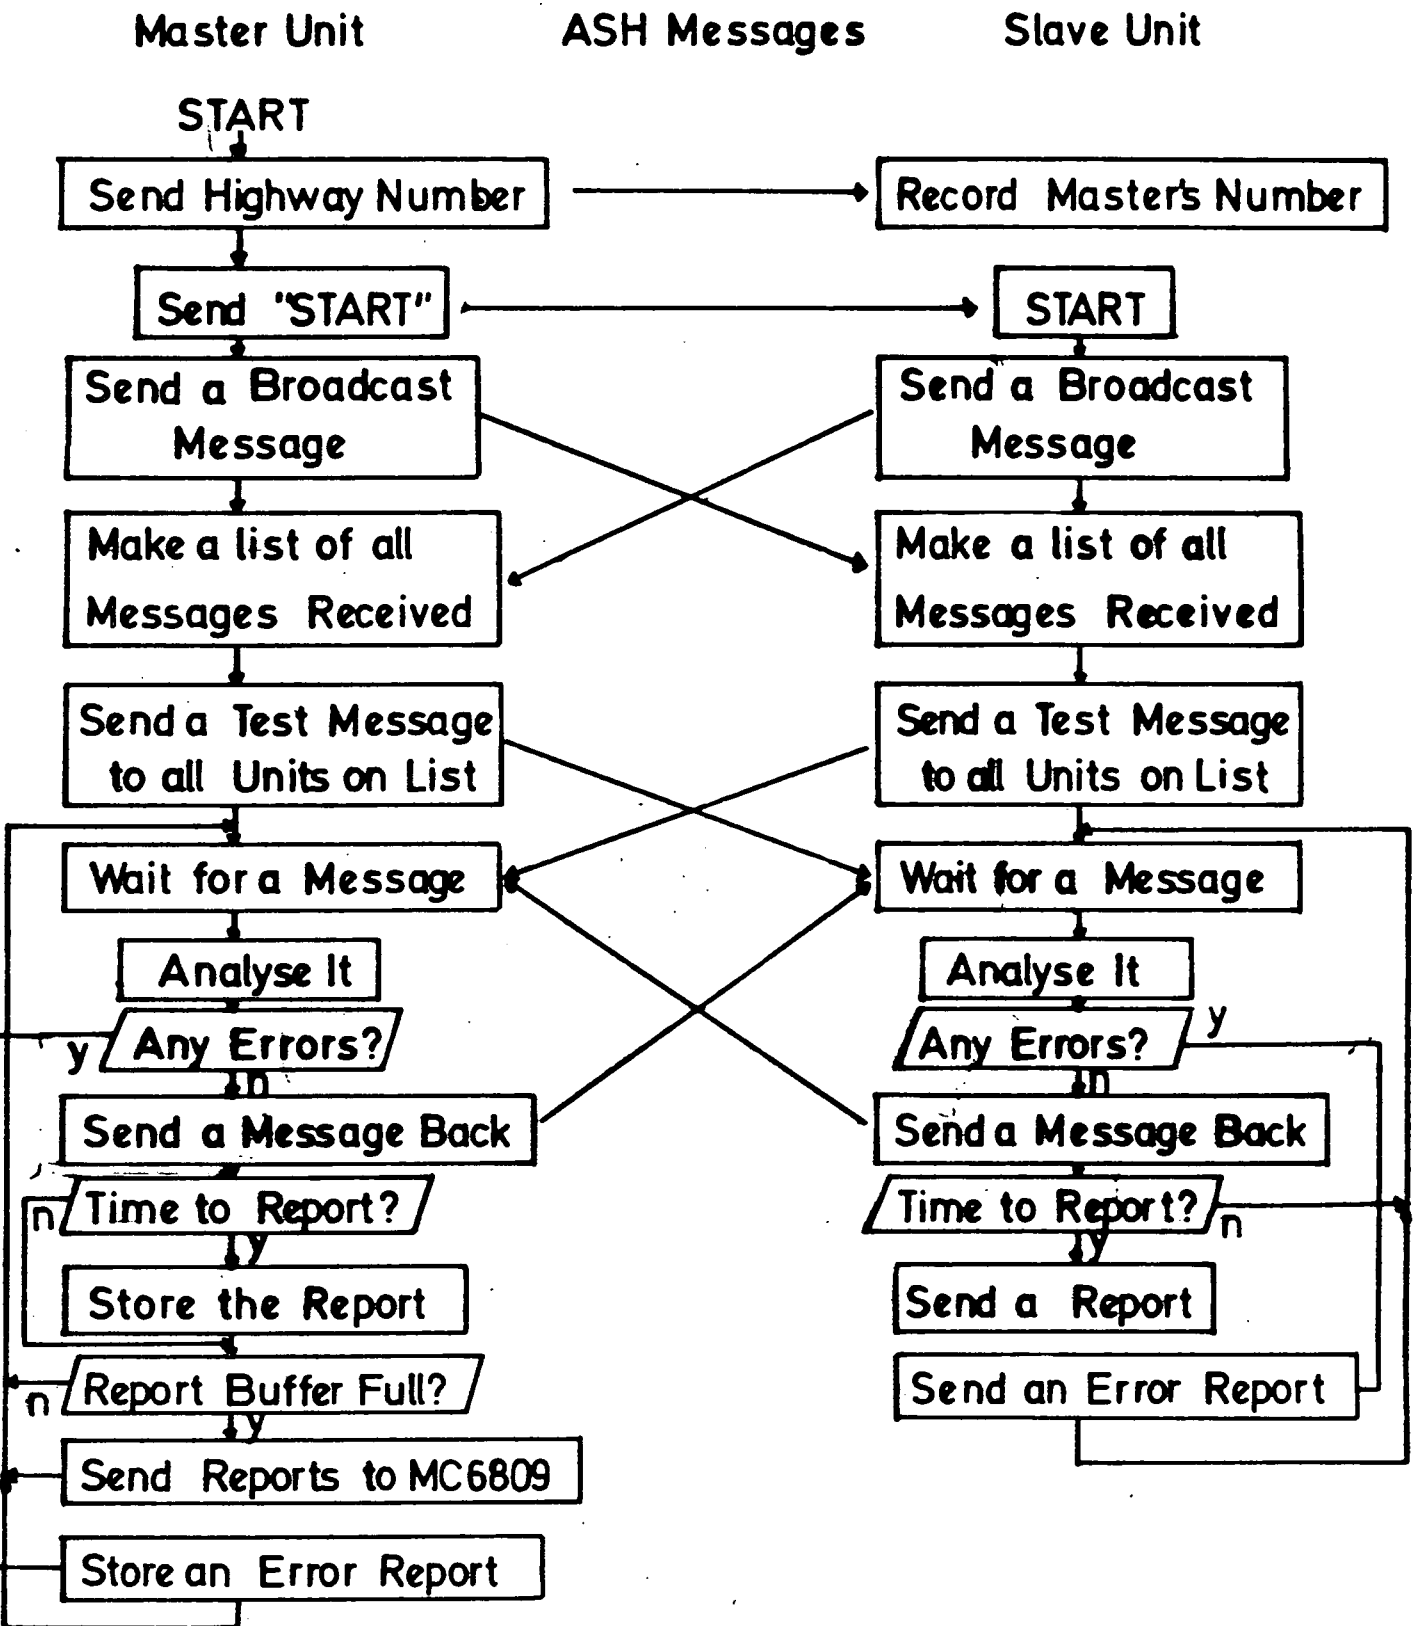 Master Unit
ASH Messages
Slave Unit
START
Send Highway Number
Record Master's Number
Send "START"
START
Send a Broadcast
Message
Send a Broadcast
Message
Make a list of all
Messages Received
Make a list of all
Messages Received
Send a Test Message
to all Units on List
Send a Test Message
to all Units on List
Wait for a Message
Wait for a Message
Analyse It
Analyse It
Any Errors?
y
n
Any Errors?
y
n
Send a Message Back
Send a Message Back
Time to Report?
n
y
Time to Report?
n
y
Store the Report
Send a Report
Report Buffer Full?
n
y
Send an Error Report
Send Reports to MC6809
Store an Error Report